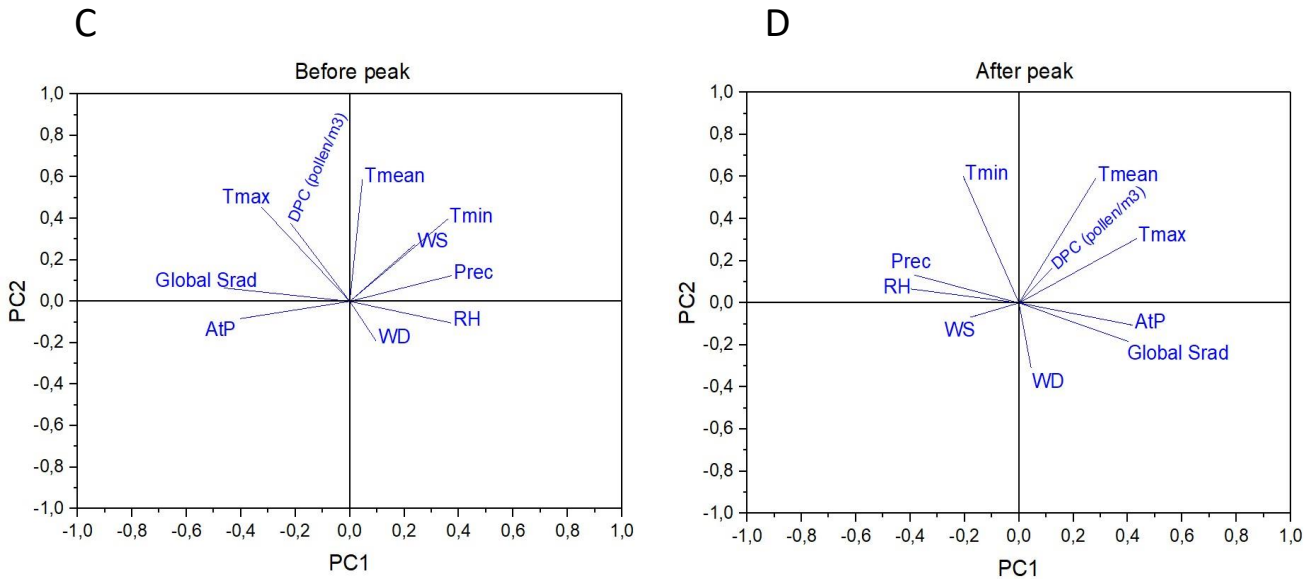 C
Before peak
1,0
0,8
0,6
0,4
0,2
0,0
-0,2
-0,4
-0,6
-0,8
-1,0
PC2
DPC (pollen/m3)
Tmean
Tmax
Tmin
WS
Global Srad
Prec
AtP
RH
WD
-1,0 -0,8 -0,6 -0,4 -0,2 0,0 0,2 0,4 0,6 0,8 1,0
PC1
D
After peak
1,0
0,8
0,6
0,4
0,2
0,0
-0,2
-0,4
-0,6
-0,8
-1,0
PC2
Tmin
Tmean
DPC (pollen/m3)
Tmax
Prec
RH
WS
AtP
Global Srad
WD
-1,0 -0,8 -0,6 -0,4 -0,2 0,0 0,2 0,4 0,6 0,8 1,0
PC1